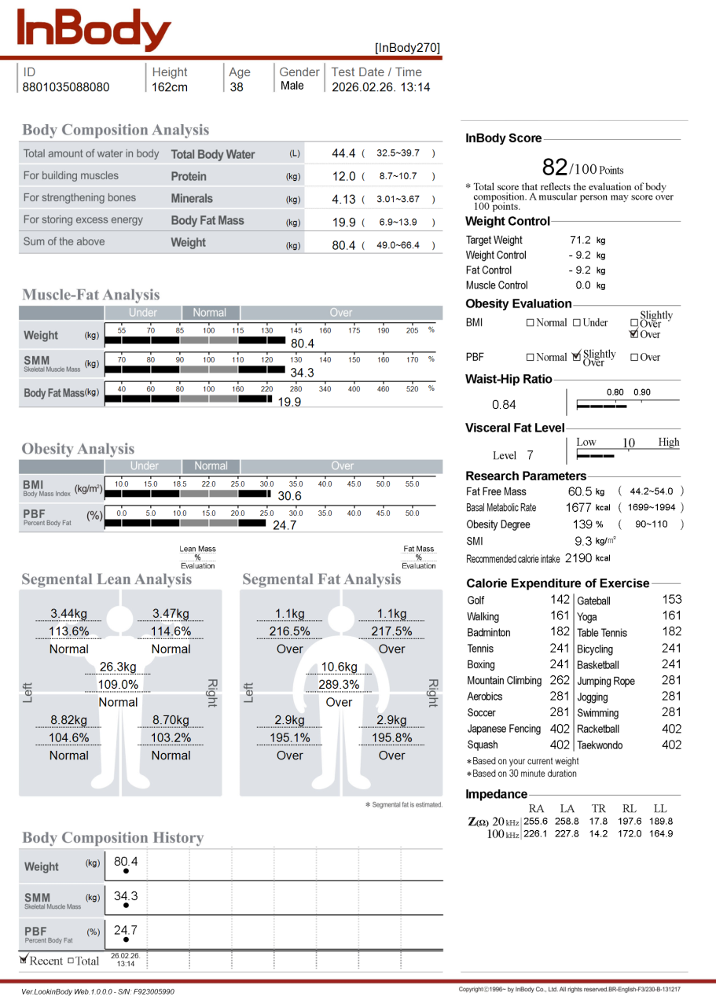 InBody
[InBody270]
ID Height Age Gender Test Date / Time
8801035088080 162cm 38 Male 2026.02.26. 13:14
Body Composition Analysis
Total amount of water in body Total Body Water (L) 44.4 ( 32.5~39.7 )
For building muscles Protein (kg) 12.0 ( 8.7~10.7 )
For strengthening bones Minerals (kg) 4.13 ( 3.01~3.67 )
For storing excess energy Body Fat Mass (kg) 19.9 ( 6.9~13.9 )
Sum of the above Weight (kg) 80.4 ( 49.0~66.4 )
Muscle-Fat Analysis
Under Normal Over
Weight (kg) 55 70 85 100 115 130 145 160 175 190 205 %
80.4
SMM (kg) 70 80 90 100 110 120 130 140 150 160 170 %
Skeletal Muscle Mass 34.3
Body Fat Mass (kg) 40 60 80 100 160 220 280 340 400 460 520 %
19.9
Obesity Analysis
Under Normal Over
BMI (kg/m²) 10.0 15.0 18.5 22.0 25.0 30.0 35.0 40.0 45.0 50.0 55.0
Body Mass Index 30.6
PBF (%) 0.0 5.0 10.0 15.0 20.0 25.0 30.0 35.0 40.0 45.0 50.0
Percent Body Fat 24.7
Lean Mass
%
Evaluation
Segmental Lean Analysis
3.44kg 3.47kg
113.6% 114.6%
Normal Normal
26.3kg
109.0%
Normal
Left Right
8.82kg 8.70kg
104.6% 103.2%
Normal Normal
Fat Mass
%
Evaluation
Segmental Fat Analysis
1.1kg 1.1kg
216.5% 217.5%
Over Over
10.6kg
289.3%
Over
Left Right
2.9kg 2.9kg
195.1% 195.8%
Over Over
* Segmental fat is estimated.
Body Composition History
Weight (kg) 80.4
SMM (kg) 34.3
Skeletal Muscle Mass
PBF (%) 24.7
Percent Body Fat
Recent Total 26.02.26.
13:14
InBody Score
82/100 Points
* Total score that reflects the evaluation of body
composition. A muscular person may score over
100 points.
Weight Control
Target Weight 71.2 kg
Weight Control - 9.2 kg
Fat Control - 9.2 kg
Muscle Control 0.0 kg
Obesity Evaluation
BMI Normal Under Slightly
Over
Over
PBF Normal Slightly
Over Over
Waist-Hip Ratio
0.80 0.90
0.84
Visceral Fat Level
Low 10 High
Level 7
Research Parameters
Fat Free Mass 60.5 kg ( 44.2~54.0 )
Basal Metabolic Rate 1677 kcal ( 1699~1994 )
Obesity Degree 139 % ( 90~110 )
SMI 9.3 kg/m²
Recommended calorie intake 2190 kcal
Calorie Expenditure of Exercise
Golf 142 Gateball 153
Walking 161 Yoga 161
Badminton 182 Table Tennis 182
Tennis 241 Bicycling 241
Boxing 241 Basketball 241
Mountain Climbing 262 Jumping Rope 281
Aerobics 281 Jogging 281
Soccer 281 Swimming 281
Japanese Fencing 402 Racketball 402
Squash 402 Taekwondo 402
*Based on your current weight
*Based on 30 minute duration
Impedance
RA LA TR RL LL
Z(Ω) 20 kHz 255.6 258.8 17.8 197.6 189.8
100 kHz 226.1 227.8 14.2 172.0 164.9
Ver.LookinBody Web.1.0.0.0 - S/N: F923005990
Copyright©1996~ by InBody Co., Ltd. All rights reserved.BR-English-F3/230-B-131217